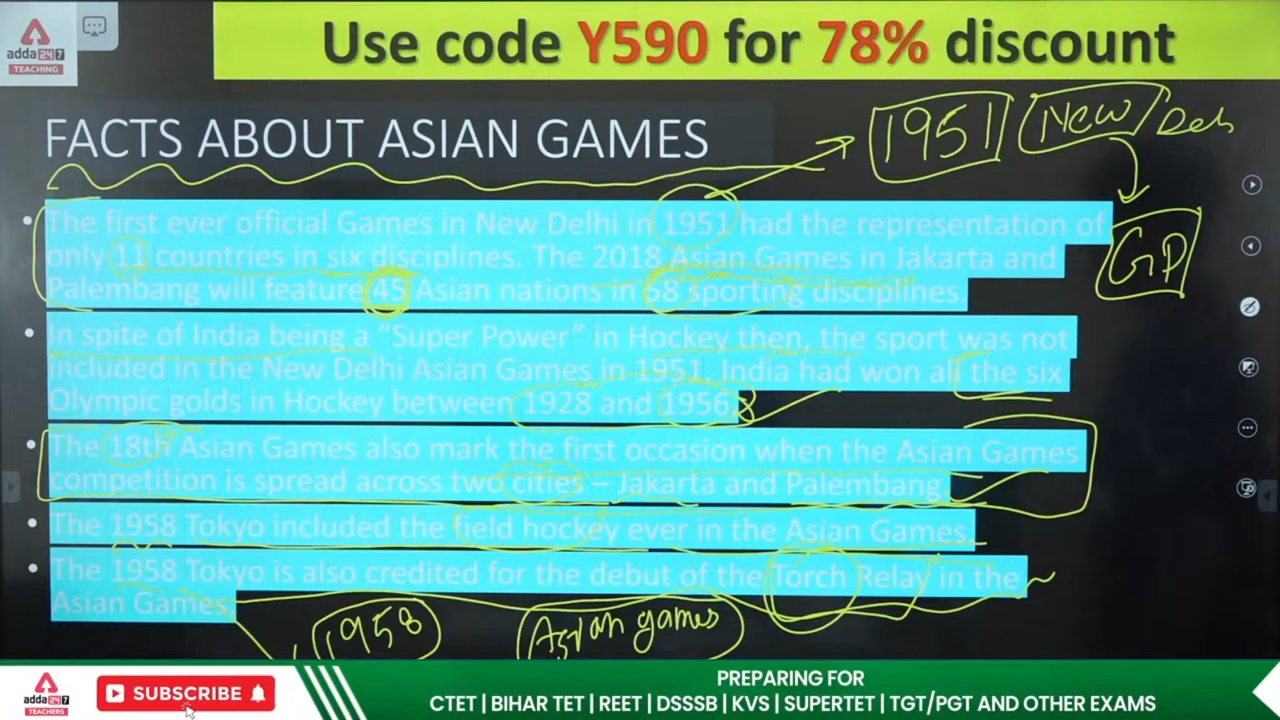 Use code Y590 for 78% discount
adda247
TEACHING
FACTS ABOUT ASIAN GAMES
1951 New Deh
GD
• The first ever official Games in New Delhi in 1951 had the representation of
only 11 countries in six disciplines. The 2018 Asian Games in Jakarta and
Palembang will feature 45 Asian nations in 68 sporting disciplines.
• In spite of India being a “Super Power” in Hockey then, the sport was not
included in the New Delhi Asian Games in 1951. India had won all the six
Olympic golds in Hockey between 1928 and 1956.
• The 18th Asian Games also mark the first occasion when the Asian Games
competition is spread across two cities – Jakarta and Palembang
• The 1958 Tokyo included the field hockey ever in the Asian Games.
• The 1958 Tokyo is also credited for the debut of the Torch Relay in the
Asian Games.
1958 Asian games
adda247
TEACHERS
SUBSCRIBE
PREPARING FOR
CTET | BIHAR TET | REET | DSSSB | KVS | SUPERTET | TGT/PGT AND OTHER EXAMS